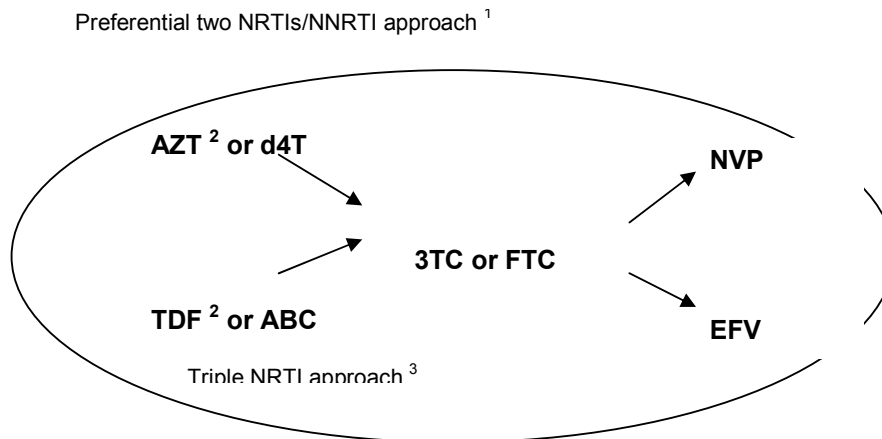 Preferential two NRTIs/NNRTI approach ¹
AZT ² or d4T
NVP
3TC or FTC
TDF ² or ABC
EFV
Triple NRTI approach ³